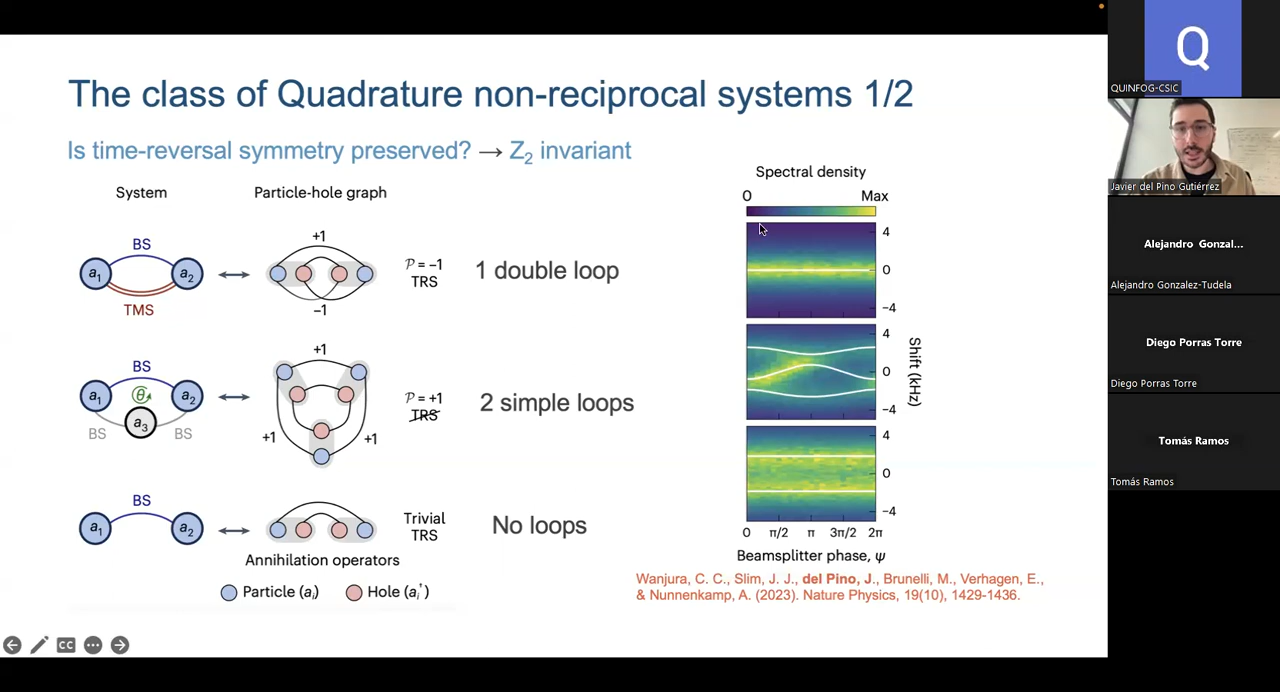 The class of Quadrature non-reciprocal systems 1/2
Is time-reversal symmetry preserved? → Z₂ invariant
System
Particle-hole graph
BS
a₁
a₂
TMS
+1
-1
𝒫 = -1
TRS
1 double loop
BS
a₁
θ
a₂
a₃
BS
BS
+1
+1
+1
𝒫 = +1
TRS
2 simple loops
BS
a₁
a₂
Trivial
TRS
No loops
Annihilation operators
Particle (aᵢ)
Hole (aᵢ†)
Spectral density
0
Max
4
0
-4
4
0
-4
4
0
-4
Shift (kHz)
0
π/2
π
3π/2
2π
Beamsplitter phase, ψ
Wanjura, C. C., Slim, J. J., del Pino, J., Brunelli, M., Verhagen, E.,
& Nunnenkamp, A. (2023). Nature Physics, 19(10), 1429-1436.
CC
Q
QUINFOG-CSIC
Javier del Pino Gutiérrez
Alejandro Gonzal...
Alejandro Gonzalez-Tudela
Diego Porras Torre
Diego Porras Torre
Tomás Ramos
Tomás Ramos